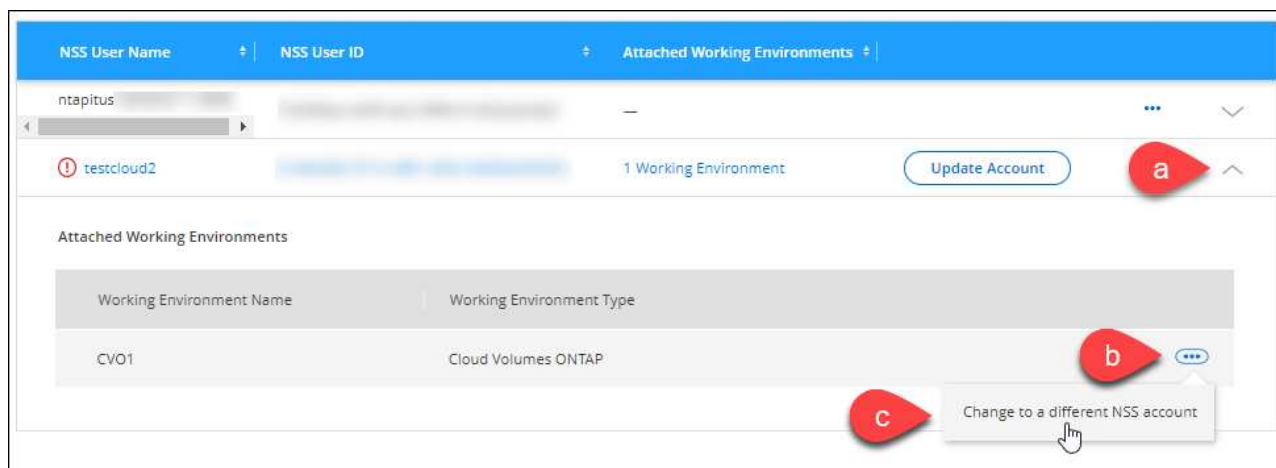 NSS User Name NSS User ID Attached Working Environments
ntapitus —
testcloud2 1 Working Environment Update Account a
Attached Working Environments
Working Environment Name Working Environment Type
CVO1 Cloud Volumes ONTAP b
c Change to a different NSS account